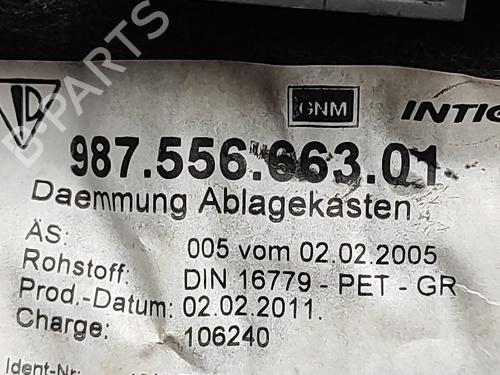 D
GNM
987.556.663.01
Daemmung Ablagekasten
ÄS: 005 vom 02.02.2005
Rohstoff: DIN 16779 - PET - GR
Prod.-Datum: 02.02.2011.
Charge: 106240
Ident-Nr:
B-PARTS